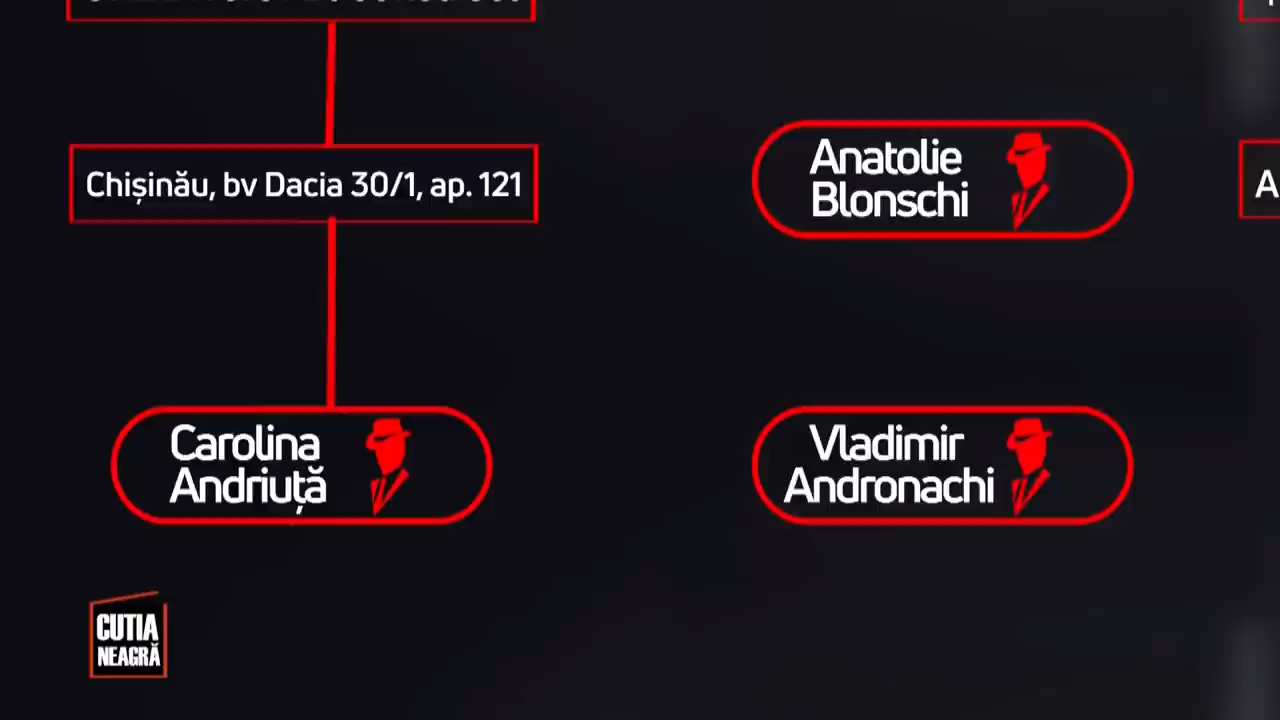 Chișinău, bv Dacia 30/1, ap. 121
Anatolie
Blonschi
Carolina
Andriuță
Vladimir
Andronachi
CUTIA
NEAGRĂ